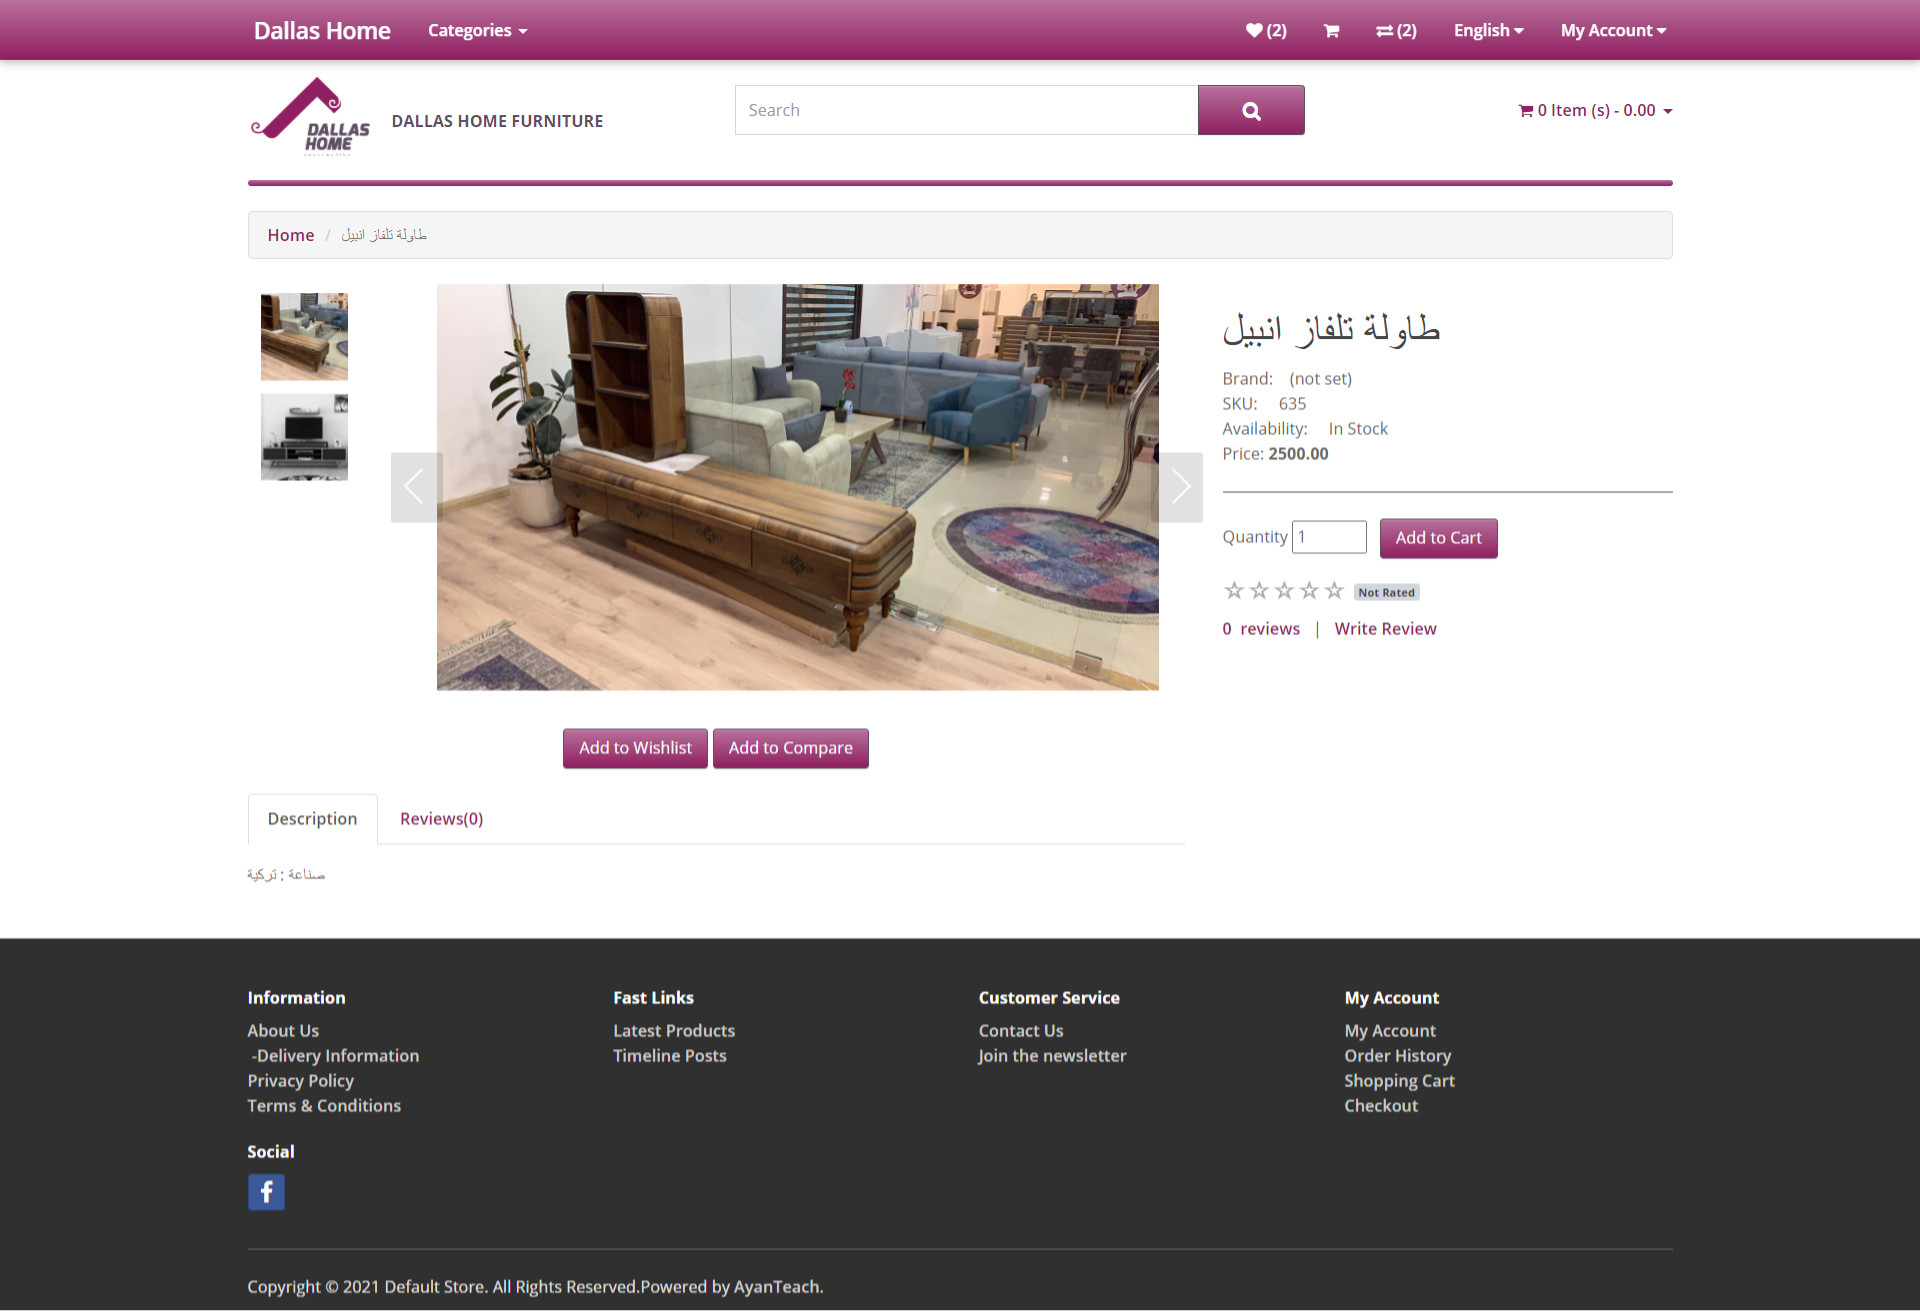 Dallas Home Categories (2) (2) English My Account
DALLAS HOME
DALLAS HOME FURNITURE
Search
0 Item (s) - 0.00
Home / طاولة تلفاز انبيل
طاولة تلفاز انبيل
Brand: (not set)
SKU: 635
Availability: In Stock
Price: 2500.00
Quantity 1 Add to Cart
Not Rated
0 reviews | Write Review
Add to Wishlist Add to Compare
Description Reviews(0)
صناعة : تركية
Information
About Us
-Delivery Information
Privacy Policy
Terms & Conditions
Fast Links
Latest Products
Timeline Posts
Customer Service
Contact Us
Join the newsletter
My Account
My Account
Order History
Shopping Cart
Checkout
Social
Copyright © 2021 Default Store. All Rights Reserved.Powered by AyanTeach.